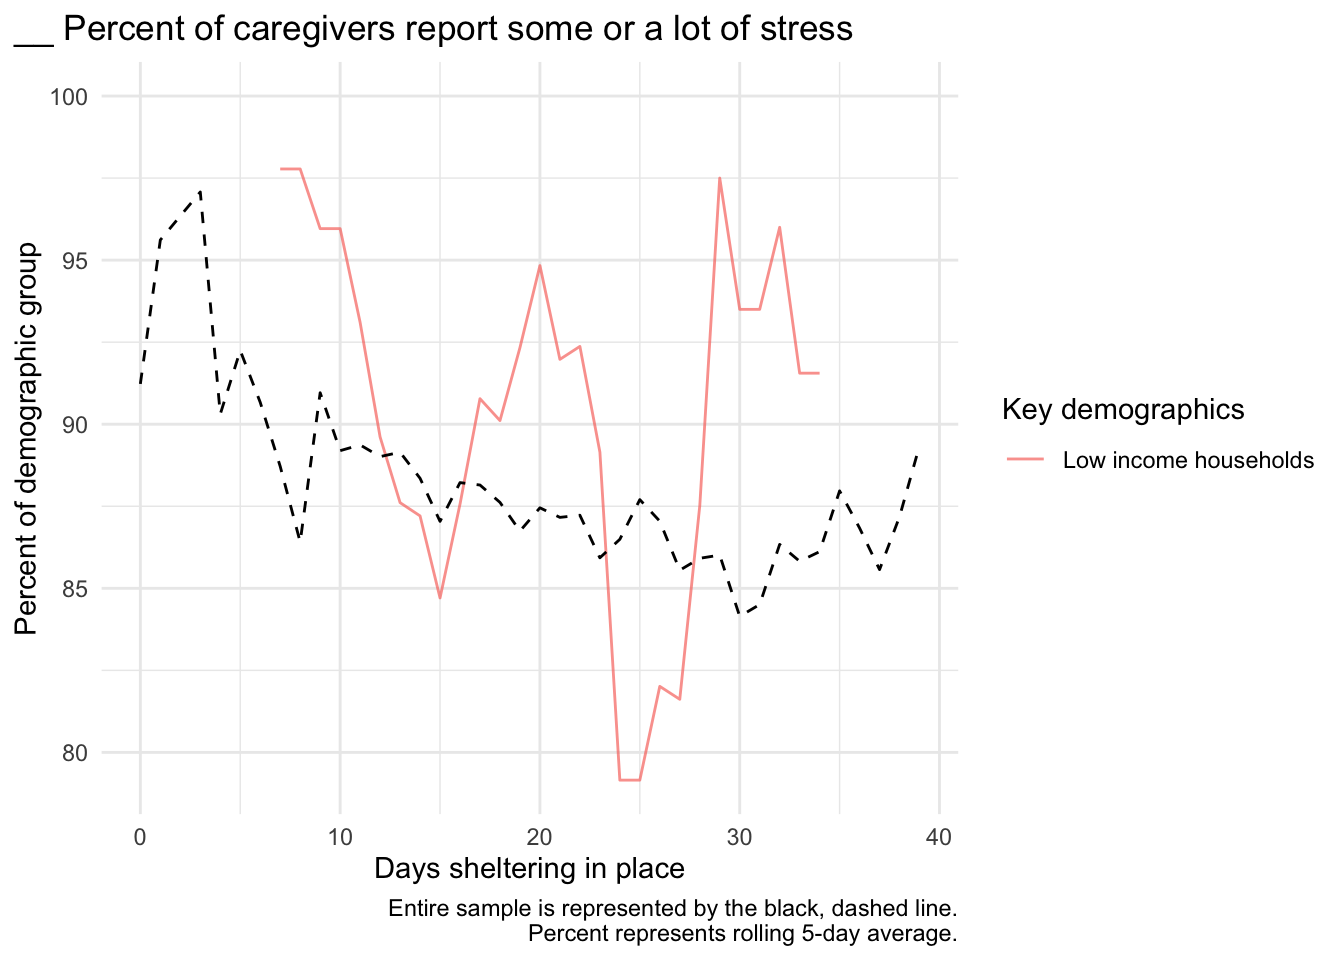 __ Percent of caregivers report some or a lot of stress
100
95
90
85
80
Percent of demographic group
0 10 20 30 40
Days sheltering in place
Key demographics
Low income households
Entire sample is represented by the black, dashed line.
Percent represents rolling 5-day average.